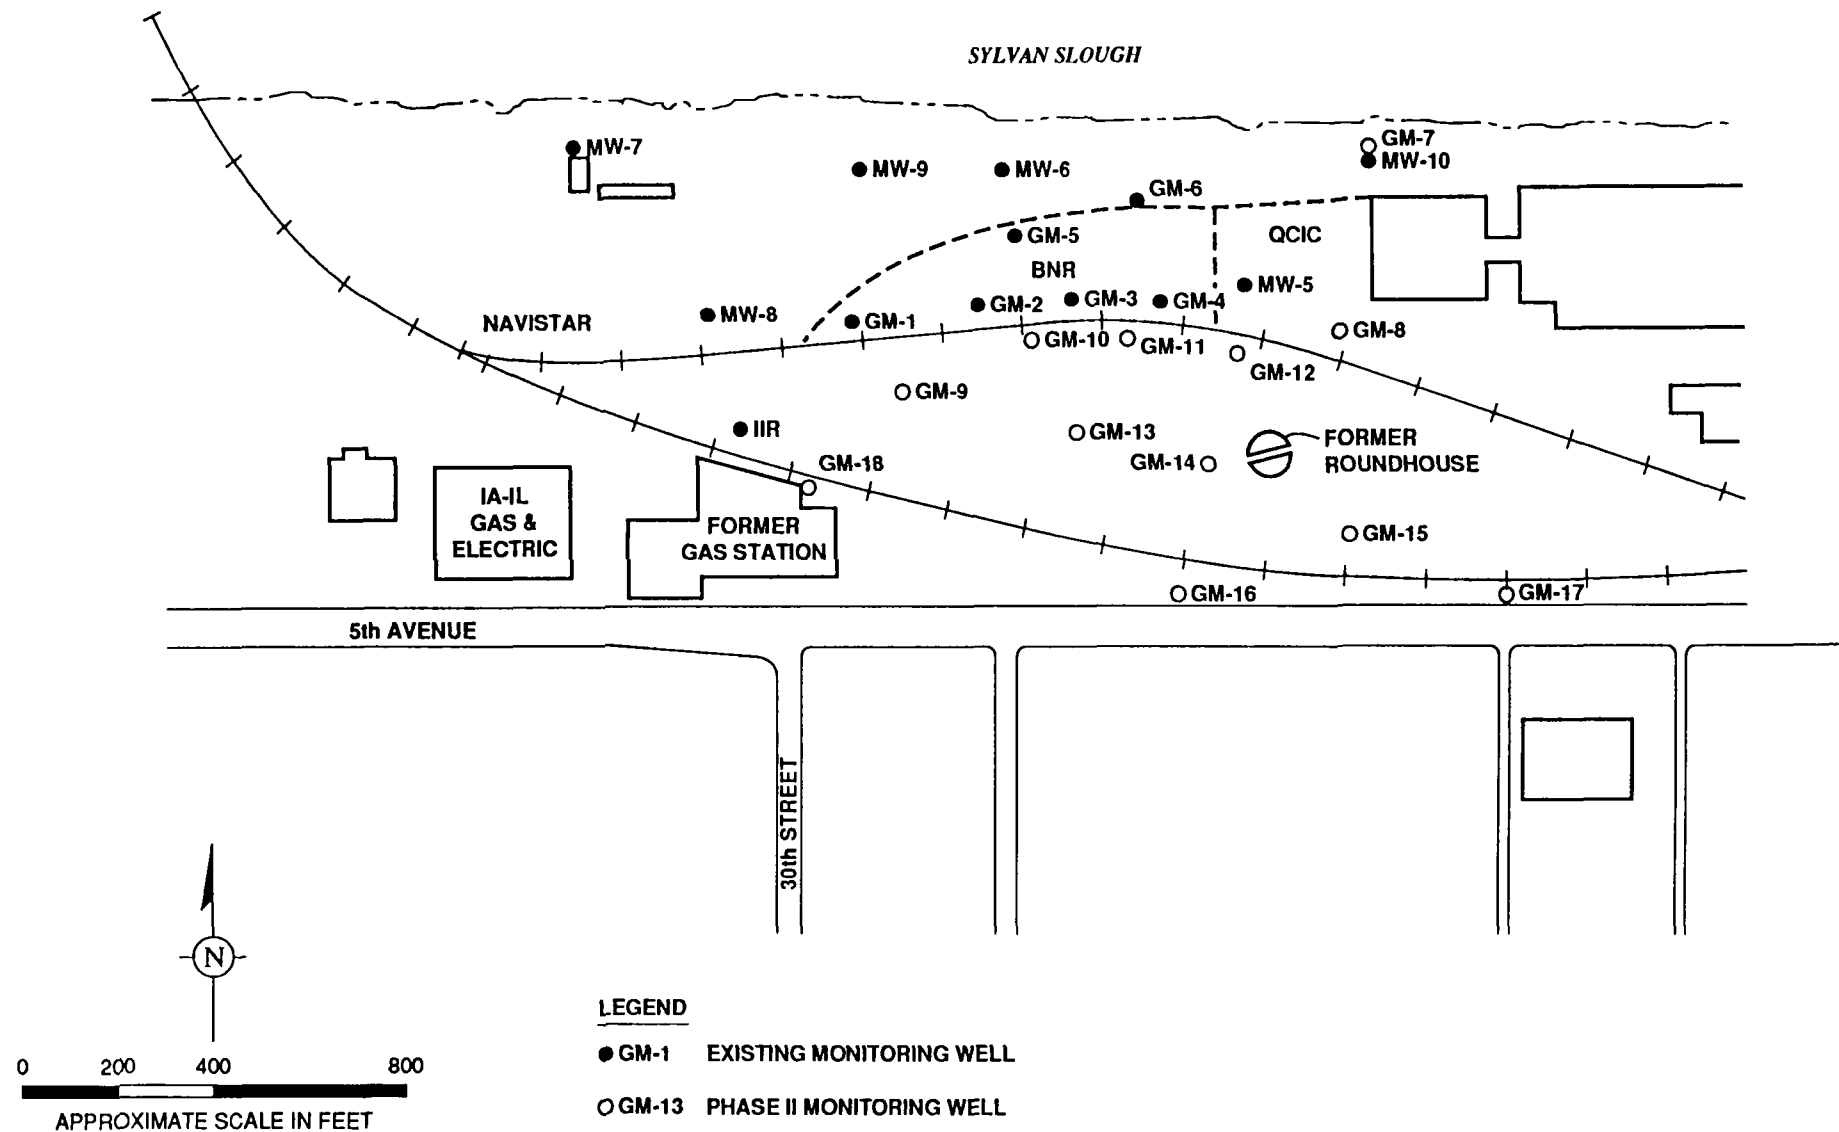 SYLVAN SLOUGH
MW-7
GM-7
MW-10
MW-9
MW-6
GM-6
GM-5
QCIC
BNR
MW-5
GM-2
GM-3
GM-4
MW-8
GM-1
NAVISTAR
GM-8
GM-10
GM-11
GM-12
GM-9
IIR
GM-13
FORMER
ROUNDHOUSE
GM-14
GM-18
IA-IL
GAS &
ELECTRIC
FORMER
GAS STATION
GM-15
GM-16
GM-17
5th AVENUE
30th STREET
N
0 200 400 800
APPROXIMATE SCALE IN FEET
LEGEND
GM-1 EXISTING MONITORING WELL
GM-13 PHASE II MONITORING WELL